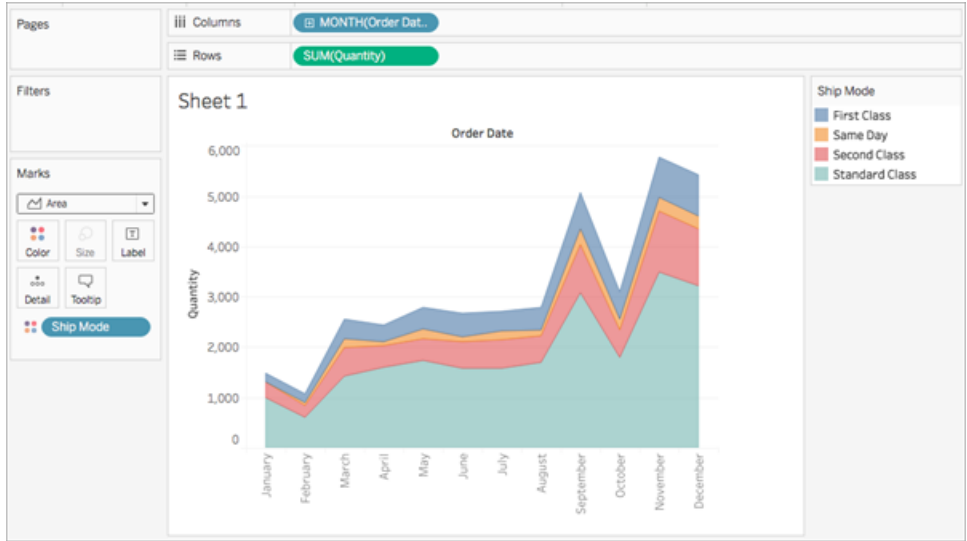 Pages
iii Columns
MONTH(Order Dat..
Rows
SUM(Quantity)
Filters
Marks
Area
Color
Size
Label
Detail
Tooltip
Ship Mode
Sheet 1
Order Date
Quantity
6,000
5,000
4,000
3,000
2,000
1,000
0
January
February
March
April
May
June
July
August
September
October
November
December
Ship Mode
First Class
Same Day
Second Class
Standard Class